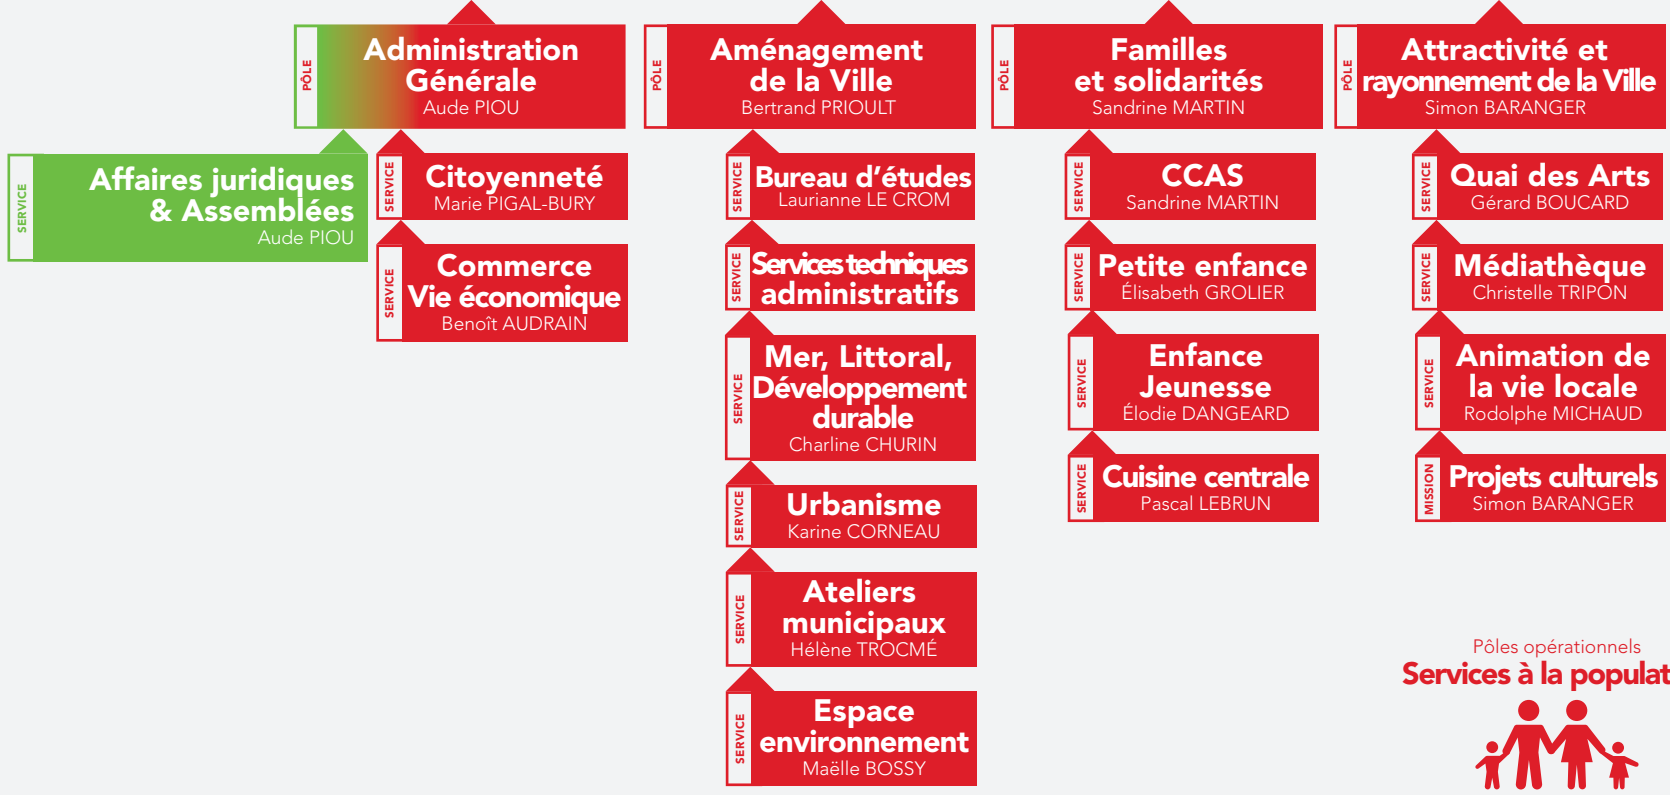 PÔLE
Administration
Générale
Aude PIOU
SERVICE
Affaires juridiques
& Assemblées
Aude PIOU
SERVICE
Citoyenneté
Marie PIGAL-BURY
SERVICE
Commerce
Vie économique
Benoît AUDRAIN
PÔLE
Aménagement
de la Ville
Bertrand PRIOULT
SERVICE
Bureau d'études
Laurianne LE CROM
SERVICE
Services techniques
administratifs
SERVICE
Mer, Littoral,
Développement
durable
Charline CHURIN
SERVICE
Urbanisme
Karine CORNEAU
SERVICE
Ateliers
municipaux
Hélène TROCMÉ
SERVICE
Espace
environnement
Maëlle BOSSY
PÔLE
Familles
et solidarités
Sandrine MARTIN
SERVICE
CCAS
Sandrine MARTIN
SERVICE
Petite enfance
Élisabeth GROLIER
SERVICE
Enfance
Jeunesse
Élodie DANGEARD
SERVICE
Cuisine centrale
Pascal LEBRUN
PÔLE
Attractivité et
rayonnement de la Ville
Simon BARANGER
SERVICE
Quai des Arts
Gérard BOUCARD
SERVICE
Médiathèque
Christelle TRIPON
SERVICE
Animation de
la vie locale
Rodolphe MICHAUD
MISSION
Projets culturels
Simon BARANGER
Pôles opérationnels
Services à la populat